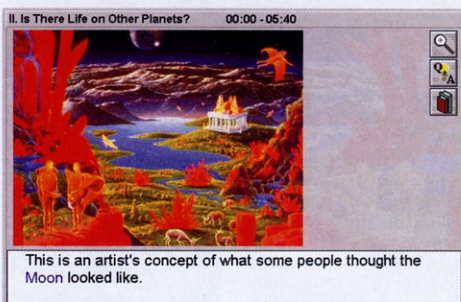 II. Is There Life on Other Planets? 00:00 - 05:40
Q
A
This is an artist's concept of what some people thought the
Moon looked like.